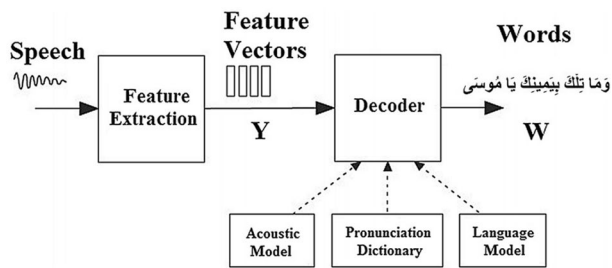 Speech
Feature
Extraction
Feature
Vectors
Y
Decoder
Words
وَمَا تِلْكَ بِيَمِينِكَ يَا مُوسَى
W
Acoustic
Model
Pronunciation
Dictionary
Language
Model